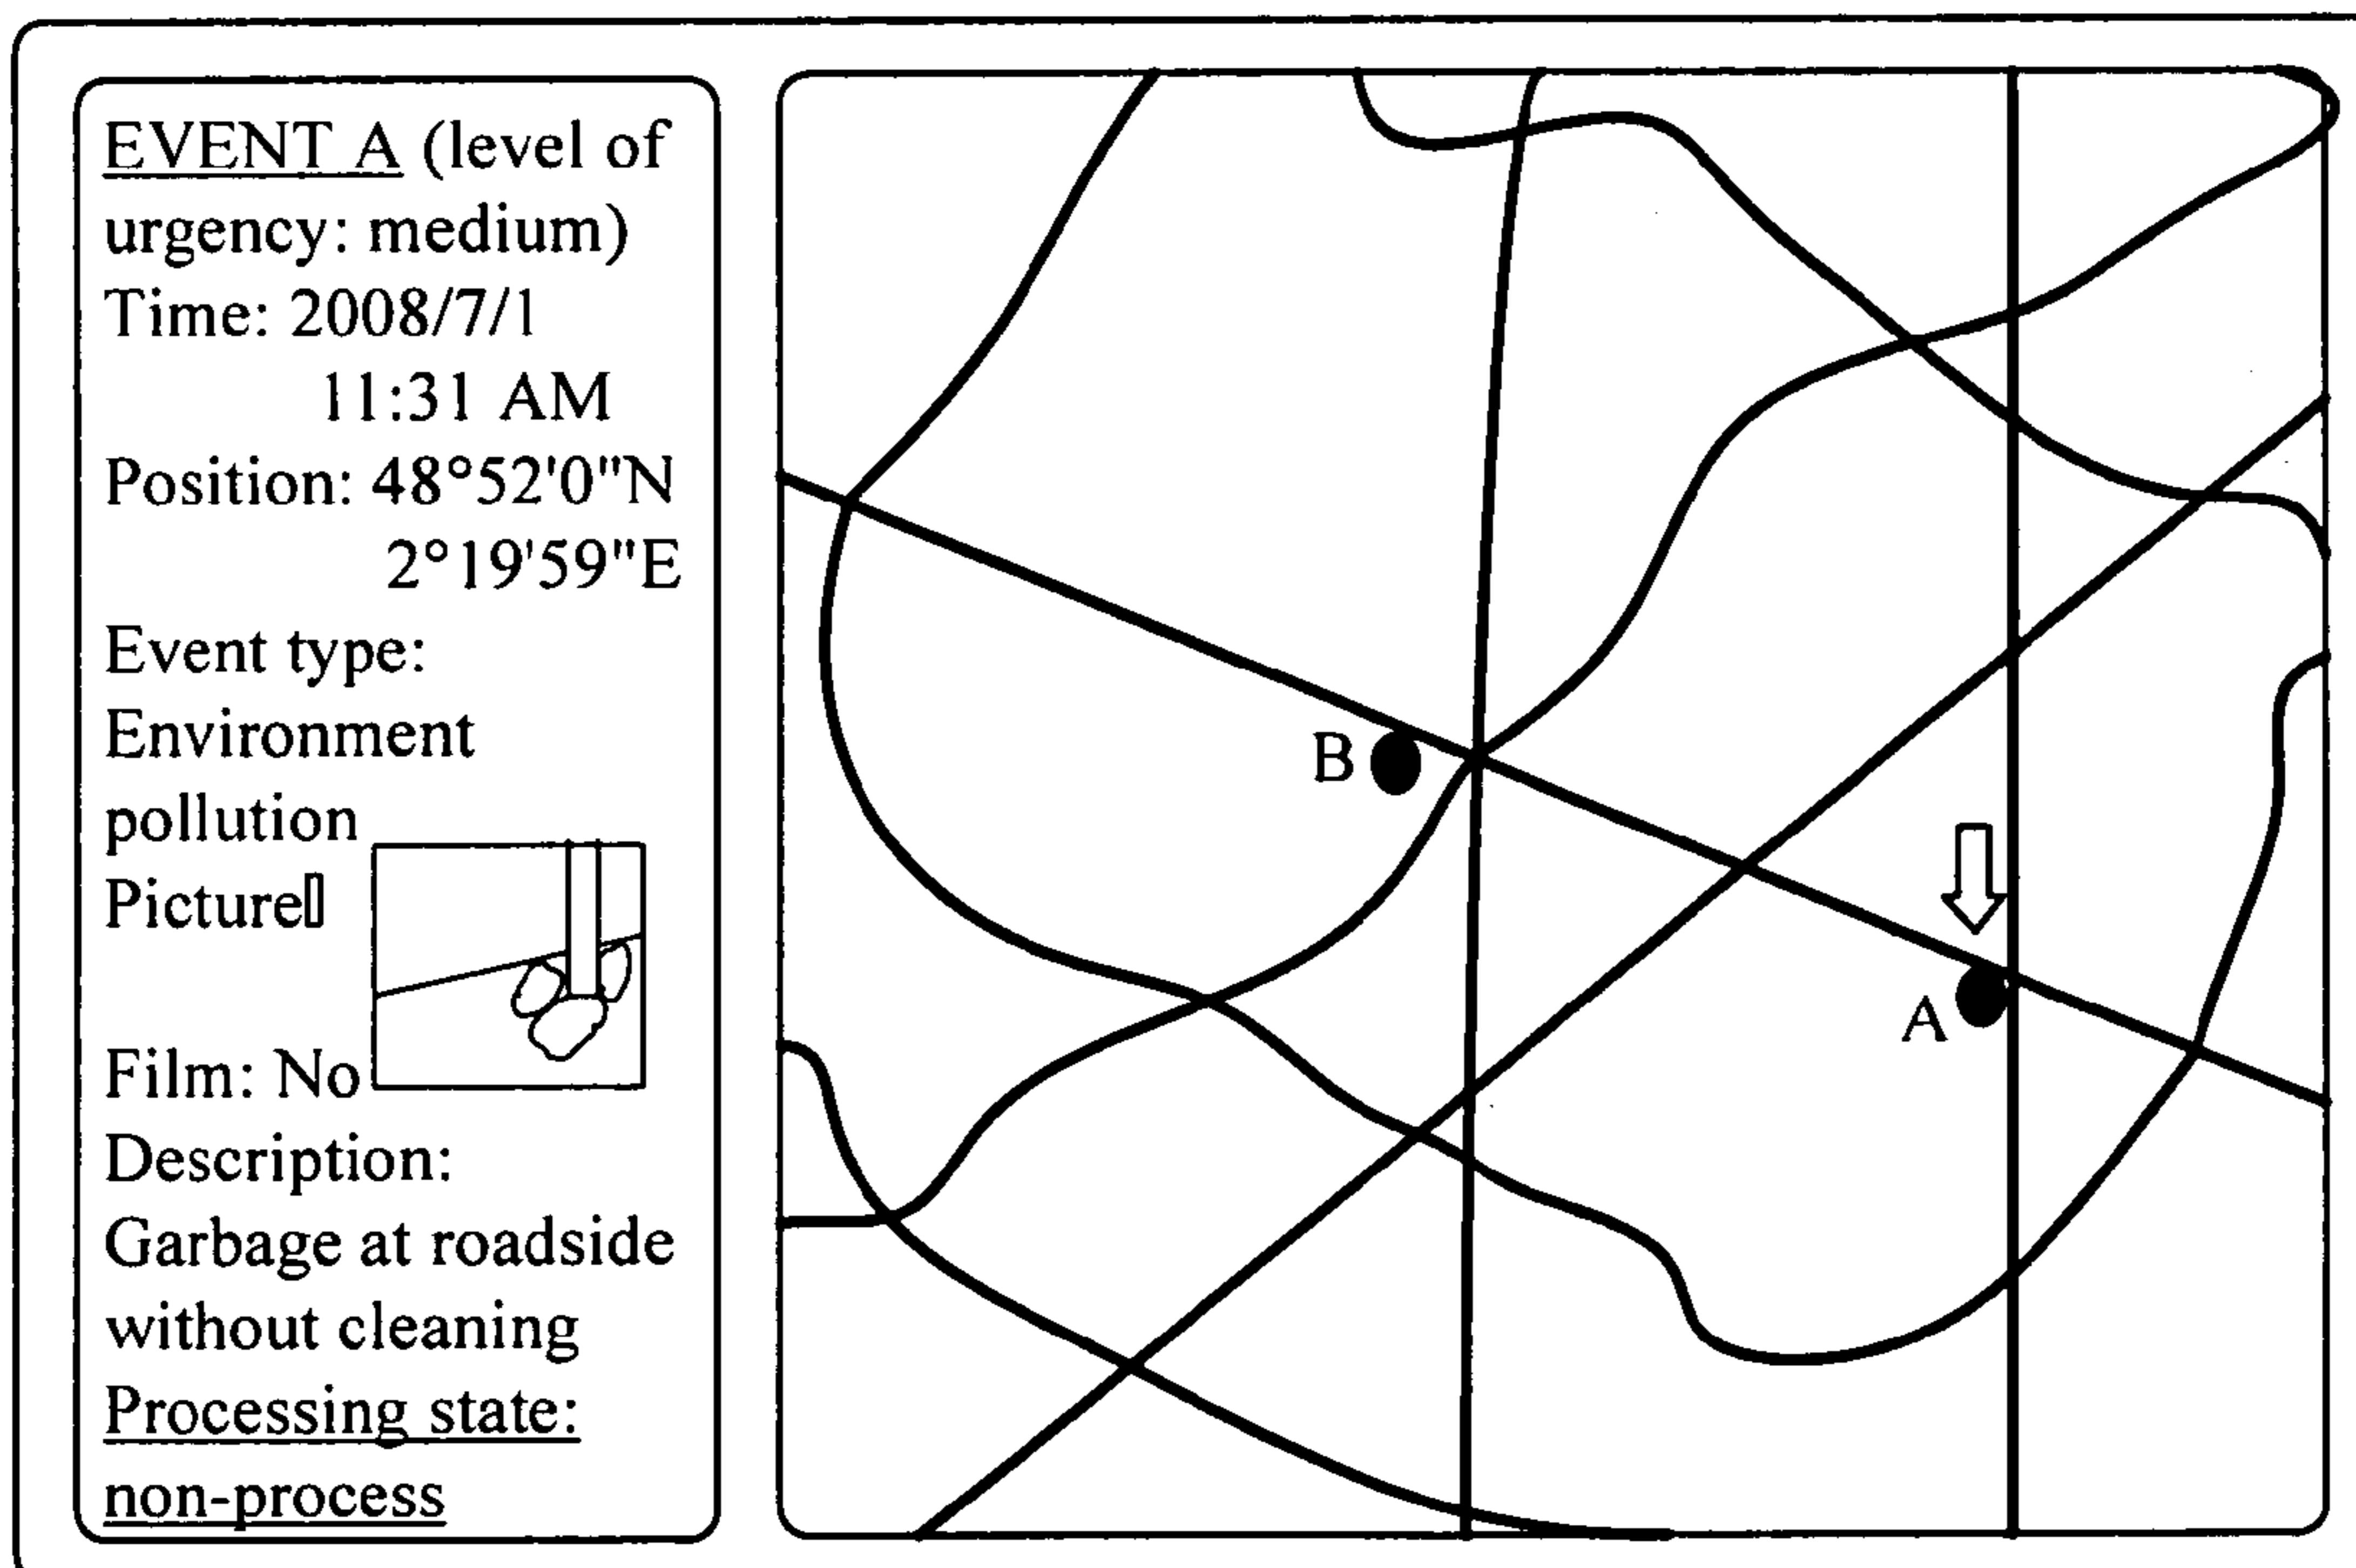 EVENT A (level of
urgency: medium)
Time: 2008/7/1
11:31 AM
Position: 48°52'0"N
2°19'59"E
Event type:
Environment
pollution
Picture▯
Film: No
Description:
Garbage at roadside
without cleaning
Processing state:
non-process
B
A